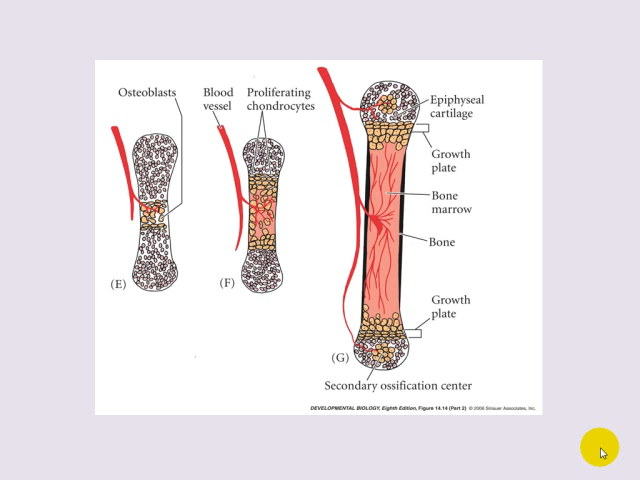 Osteoblasts
Blood
vessel
Proliferating
chondrocytes
Epiphyseal
cartilage
Growth
plate
Bone
marrow
Bone
Growth
plate
(E)
(F)
(G)
Secondary ossification center
DEVELOPMENTAL BIOLOGY, Eighth Edition, Figure 14.14 (Part 2) © 2006 Sinauer Associates, Inc.